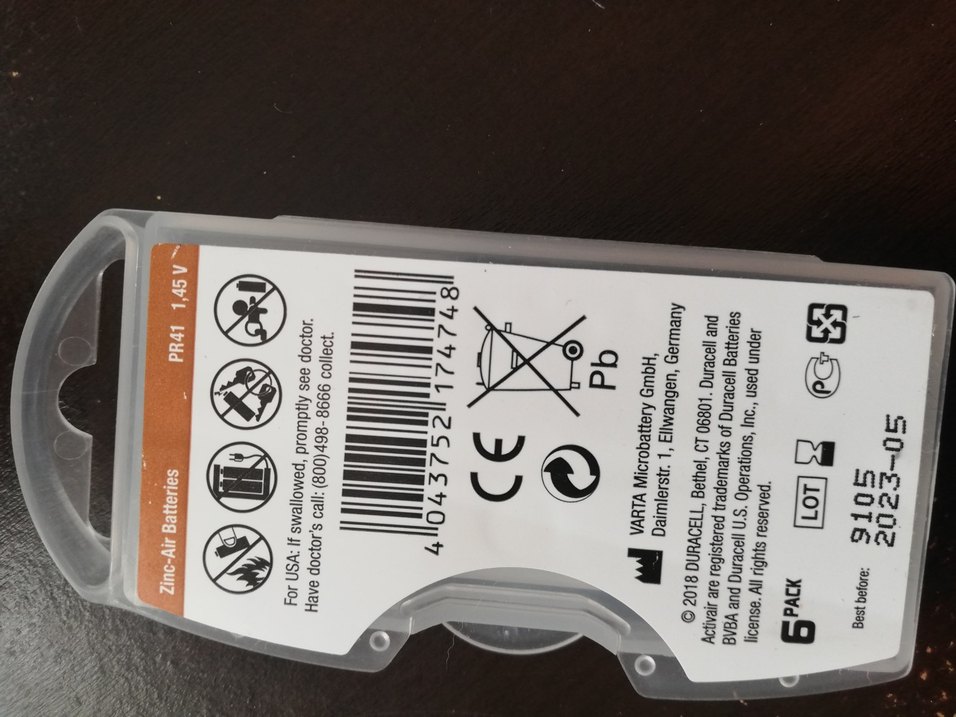 Zinc-Air Batteries PR41 1,45 V
For USA: If swallowed, promptly see doctor.
Have doctor's call: (800)498-8666 collect.
4 043752 174748
CE
Pb
VARTA Microbattery GmbH,
Daimlerstr. 1, Ellwangen, Germany
© 2018 DURACELL, Bethel, CT 06801. Duracell and
Activair are registered trademarks of Duracell Batteries
BVBA and Duracell U.S. Operations, Inc., used under
license. All rights reserved.
6 PACK
LOT
PCT
Best before:
9105
2023-05